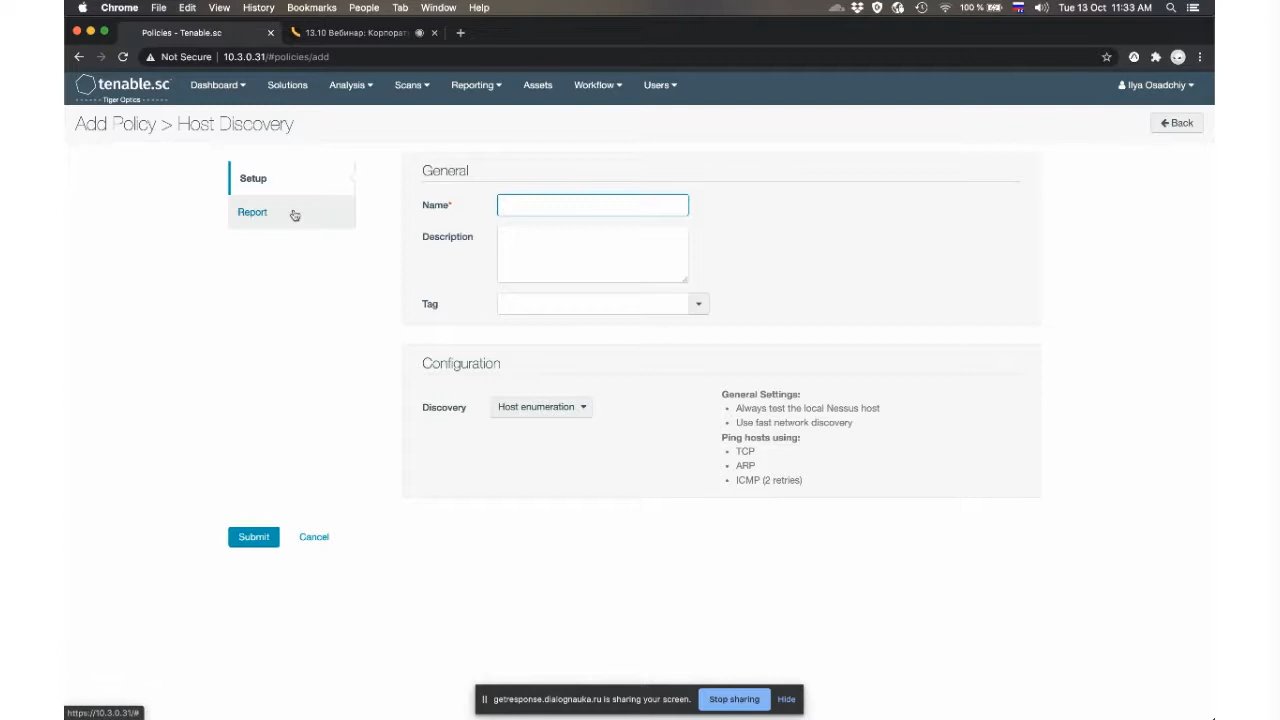 Chrome File Edit View History Bookmarks People Tab Window Help 100 % Tue 13 Oct 11:33 AM
Policies - Tenable.sc 13.10 Вебинар: Корпорат
Not Secure 10.3.0.31/#policies/add
tenable.sc Dashboard Solutions Analysis Scans Reporting Assets Workflow Users Ilya Osadchiy
Tiger Optics
Add Policy > Host Discovery Back
Setup
Report
General
Name*
Description
Tag
Configuration
Discovery Host enumeration
General Settings:
• Always test the local Nessus host
• Use fast network discovery
Ping hosts using:
• TCP
• ARP
• ICMP (2 retries)
Submit Cancel
getresponse.dialognauka.ru is sharing your screen. Stop sharing Hide
https://10.3.0.31/#